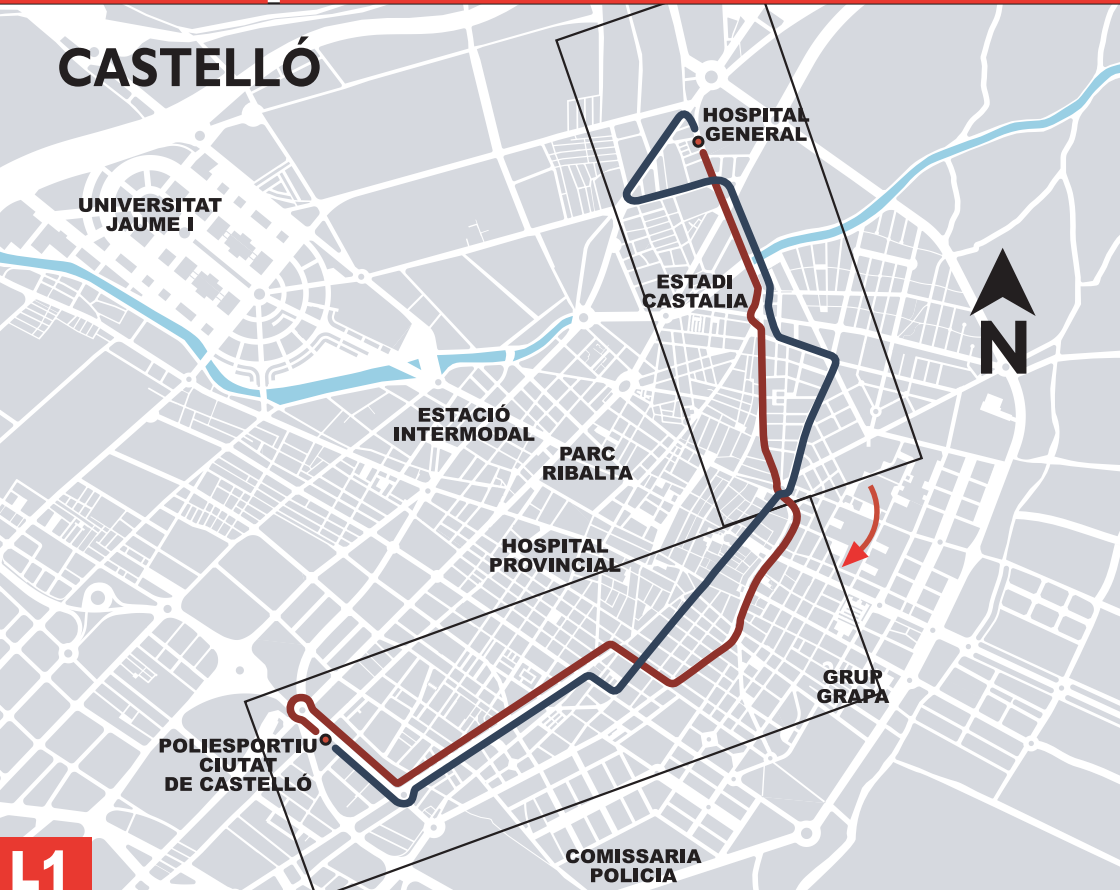 CASTELLÓ
HOSPITAL
GENERAL
UNIVERSITAT
JAUME I
ESTADI
CASTALIA
N
ESTACIÓ
INTERMODAL
PARC
RIBALTA
HOSPITAL
PROVINCIAL
GRUP
GRAPA
POLIESPORTIU
CIUTAT
DE CASTELLÓ
L1
COMISSARIA
POLICIA